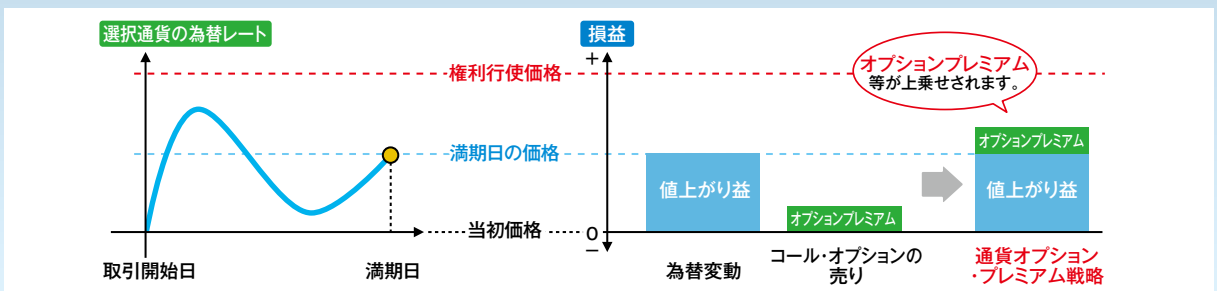 選択通貨の為替レート
権利行使価格
満期日の価格
当初価格
取引開始日
満期日
損益
+
0
−
オプションプレミアム
等が上乗せされます。
値上がり益
オプションプレミアム
オプションプレミアム
値上がり益
為替変動
コール・オプションの
売り
通貨オプション
・プレミアム戦略